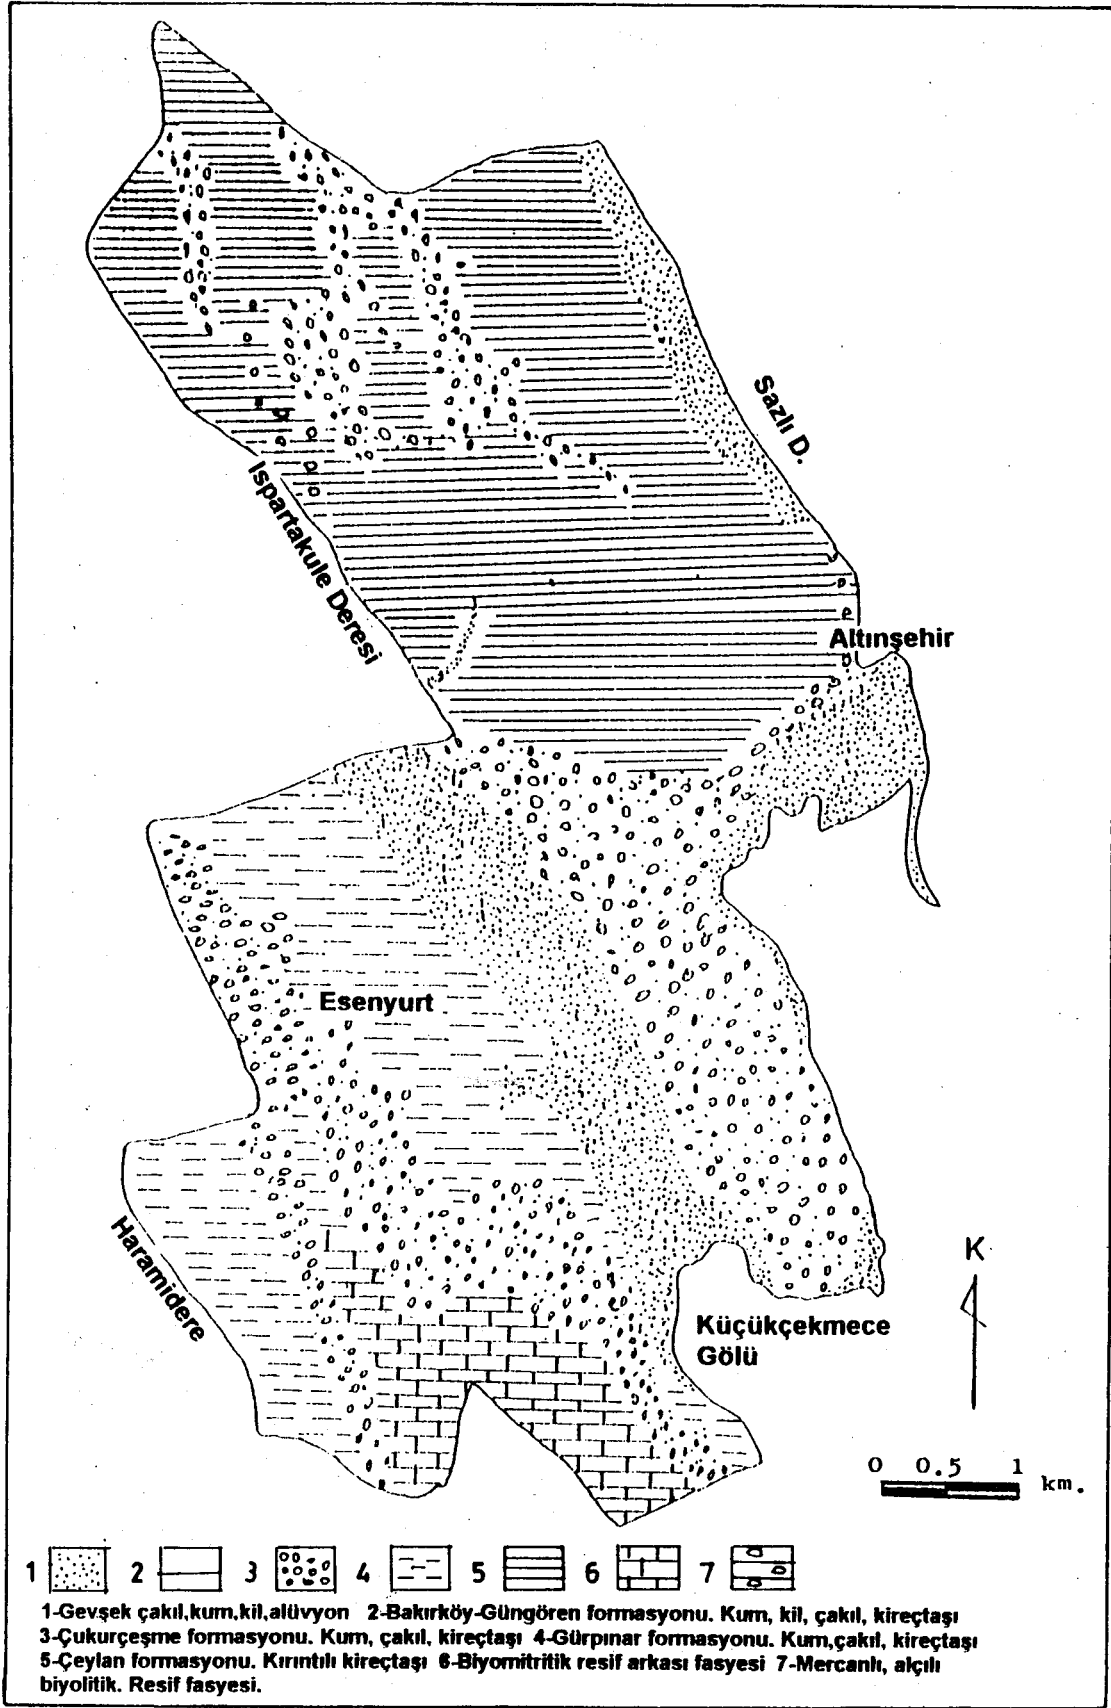 Sazlı D.
Ispartakule Deresi
Altınşehir
Esenyurt
Haramidere
K
Küçükçekmece
Gölü
0 0.5 1
km.
1 2 3 4 5 6 7
1-Gevşek çakıl,kum,kil,alüvyon 2-Bakırköy-Güngören formasyonu. Kum, kil, çakıl, kireçtaşı
3-Çukurçeşme formasyonu. Kum, çakıl, kireçtaşı 4-Gürpınar formasyonu. Kum,çakıl, kireçtaşı
5-Çeylan formasyonu. Kırıntılı kireçtaşı 6-Biyomitritik resif arkası fasyesi 7-Mercanlı, alçılı
biyolitik. Resif fasyesi.